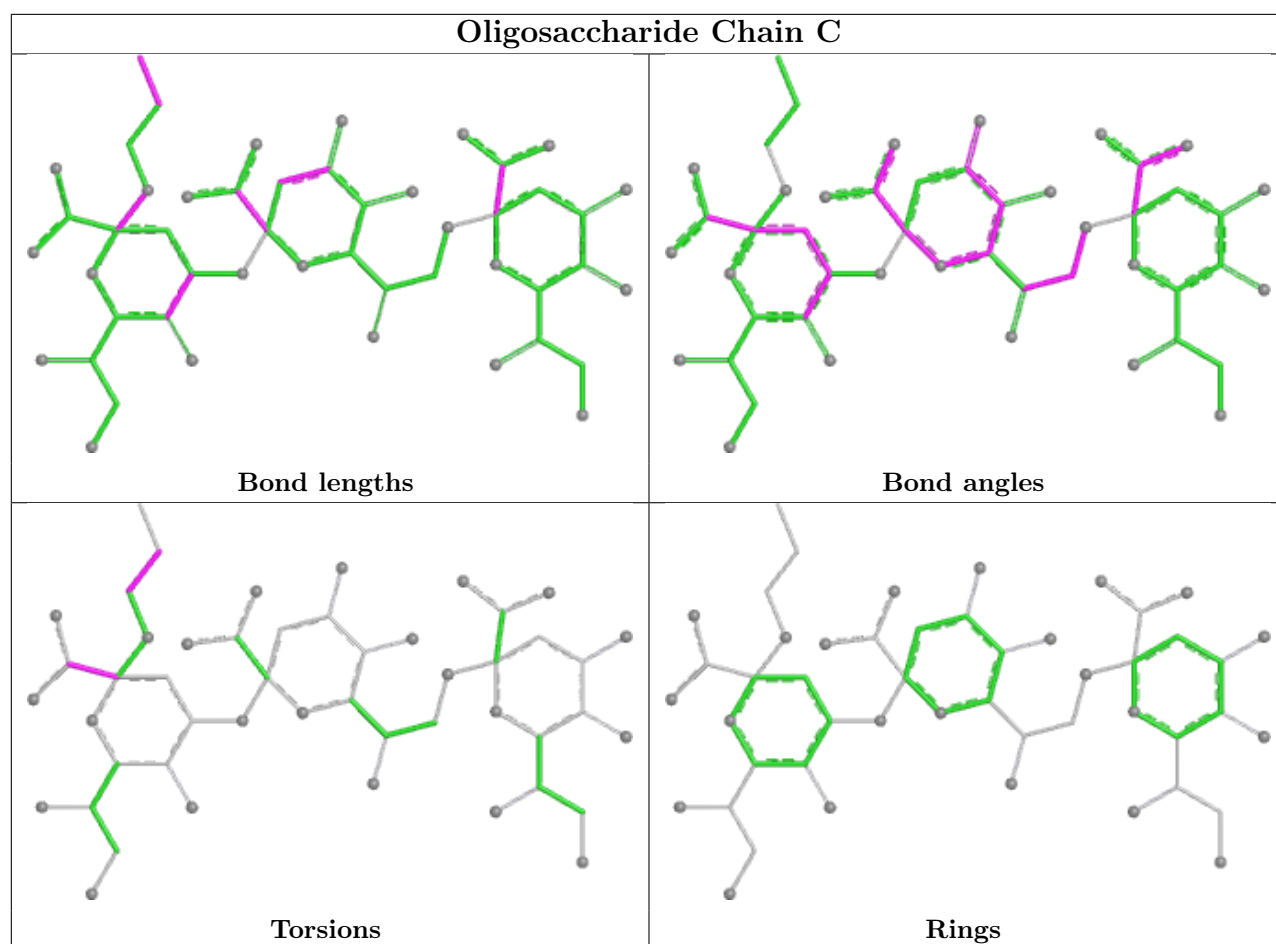 Oligosaccharide Chain C
Bond lengths
Bond angles
Torsions
Rings